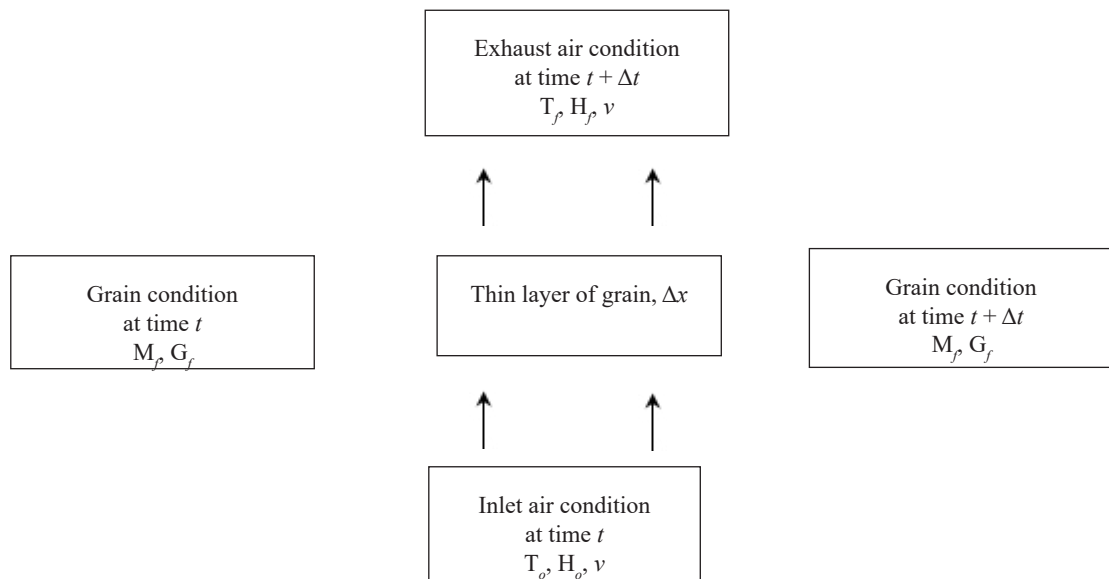 Exhaust air condition
at time t + Δt
T_f, H_f, v
Grain condition
at time t
M_f, G_f
Thin layer of grain, Δx
Grain condition
at time t + Δt
M_f, G_f
Inlet air condition
at time t
T_o, H_o, v